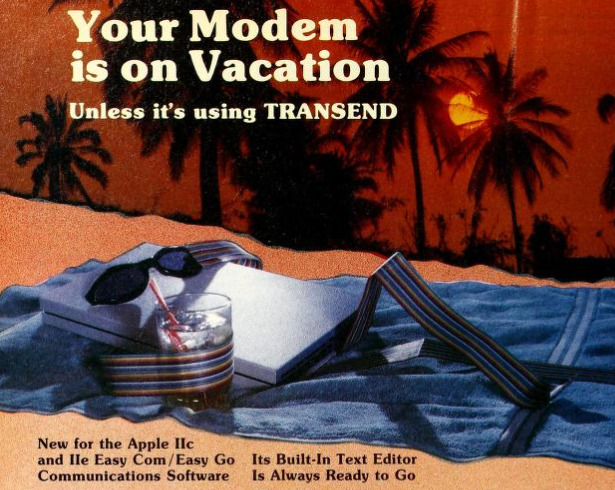 Your Modem
is on Vacation
Unless it's using TRANSEND
New for the Apple IIc
and IIe Easy Com/Easy Go
Communications Software
Its Built-In Text Editor
Is Always Ready to Go